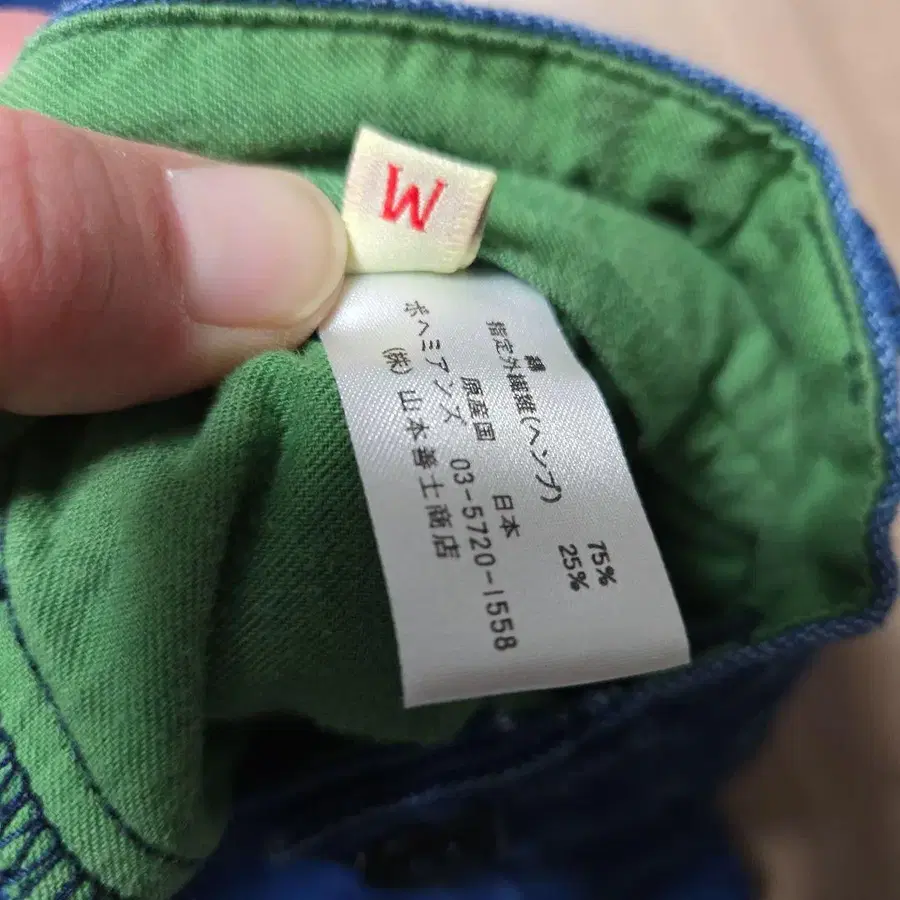 M
綿 75%
指定外繊維(ヘンプ) 25%
原産国 日本
ボヘミアンズ 03-5720-1558
(株)山本善士商店